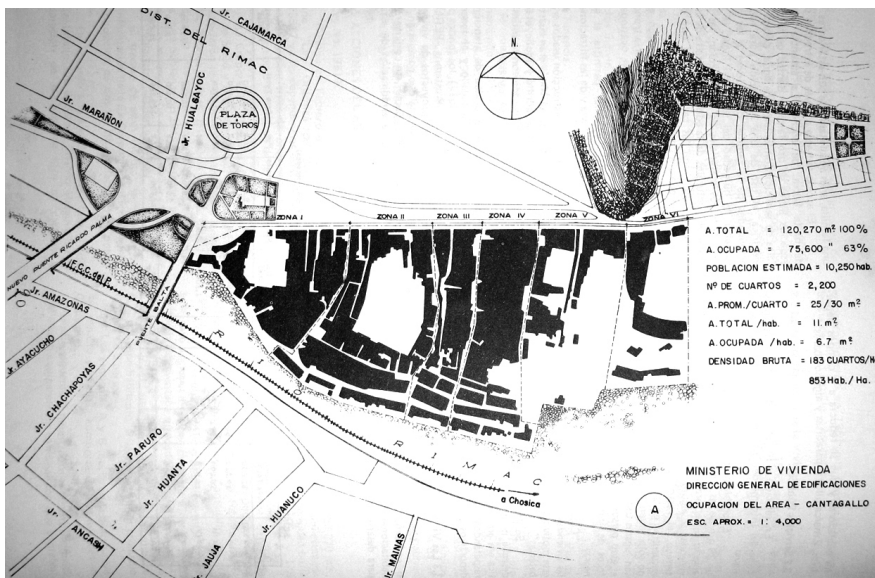 Jr. CAJAMARCA
DIST. DEL RIMAC
Jr. HUALGAYOC
Jr. MARAÑON
PLAZA
DE TOROS
N.
ZONA I
ZONA II
ZONA III
ZONA IV
ZONA V
ZONA VI
NUEVO PUENTE RICARDO PALMA
F.C.C. del P.
PUENTE BALTA
Jr. AMAZONAS
Jr. AYACUCHO
Jr. CHACHAPOYAS
Jr. PARURO
Jr. HUANTA
Jr. HUANUCO
Jr. ANCASH
Jr. JAUJA
Jr. MAINAS
RIO RIMAC
a Chosica
A. TOTAL = 120,270 m² 100%
A. OCUPADA = 75,600 " 63%
POBLACION ESTIMADA = 10,250 hab.
Nº DE CUARTOS = 2,200
A. PROM./CUARTO = 25/30 m²
A. TOTAL /hab. = 11. m²
A. OCUPADA /hab. = 6.7 m²
DENSIDAD BRUTA = 183 CUARTOS/H
853 Hab./Ha.
MINISTERIO DE VIVIENDA
DIRECCION GENERAL DE EDIFICACIONES
A
OCUPACION DEL AREA - CANTAGALLO
ESC. APROX. = 1: 4,000